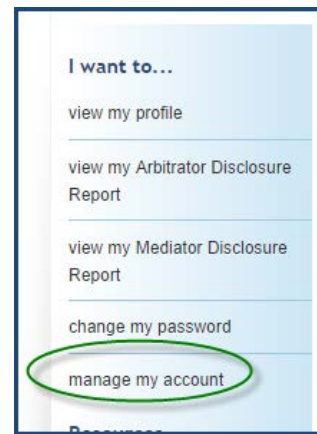 I want to...
view my profile
view my Arbitrator Disclosure
Report
view my Mediator Disclosure
Report
change my password
manage my account
Resources